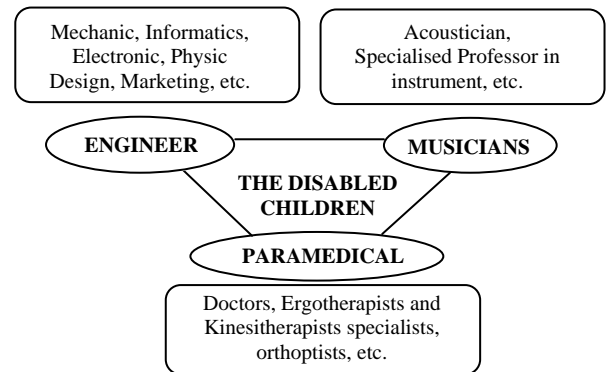 Mechanic, Informatics,
Electronic, Physic
Design, Marketing, etc.
Acoustician,
Specialised Professor in
instrument, etc.
ENGINEER
MUSICIANS
THE DISABLED
CHILDREN
PARAMEDICAL
Doctors, Ergotherapists and
Kinesitherapists specialists,
orthoptists, etc.